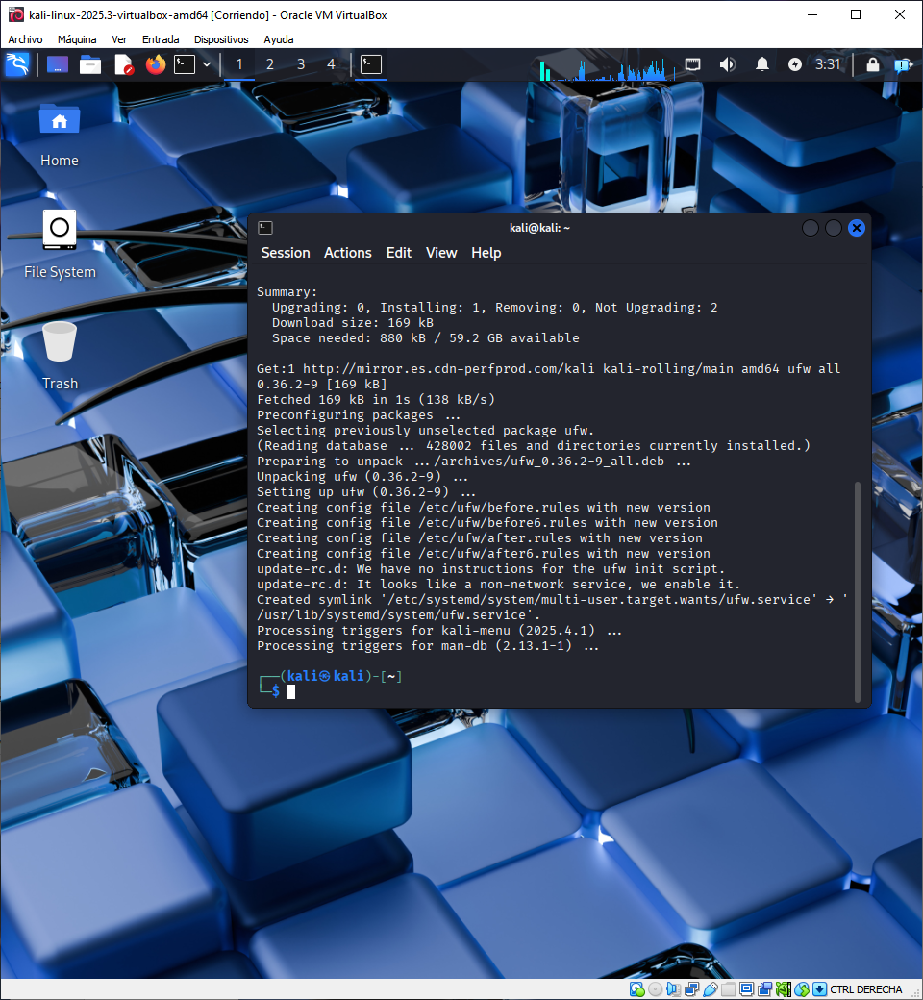 kali-linux-2025.3-virtualbox-amd64 [Corriendo] - Oracle VM VirtualBox
Archivo Máquina Ver Entrada Dispositivos Ayuda
1 2 3 4 3:31
Home
File System
Trash
kali@kali: ~
Session Actions Edit View Help
Summary:
Upgrading: 0, Installing: 1, Removing: 0, Not Upgrading: 2
Download size: 169 kB
Space needed: 880 kB / 59.2 GB available
Get:1 http://mirror.es.cdn-perfprod.com/kali kali-rolling/main amd64 ufw all
0.36.2-9 [169 kB]
Fetched 169 kB in 1s (138 kB/s)
Preconfiguring packages ...
Selecting previously unselected package ufw.
(Reading database ... 428002 files and directories currently installed.)
Preparing to unpack .../archives/ufw_0.36.2-9_all.deb ...
Unpacking ufw (0.36.2-9) ...
Setting up ufw (0.36.2-9) ...
Creating config file /etc/ufw/before.rules with new version
Creating config file /etc/ufw/before6.rules with new version
Creating config file /etc/ufw/after.rules with new version
Creating config file /etc/ufw/after6.rules with new version
update-rc.d: We have no instructions for the ufw init script.
update-rc.d: It looks like a non-network service, we enable it.
Created symlink '/etc/systemd/system/multi-user.target.wants/ufw.service' → '
/usr/lib/systemd/system/ufw.service'.
Processing triggers for kali-menu (2025.4.1) ...
Processing triggers for man-db (2.13.1-1) ...
┌──(kali㉿kali)-[~]
└─$
CTRL DERECHA